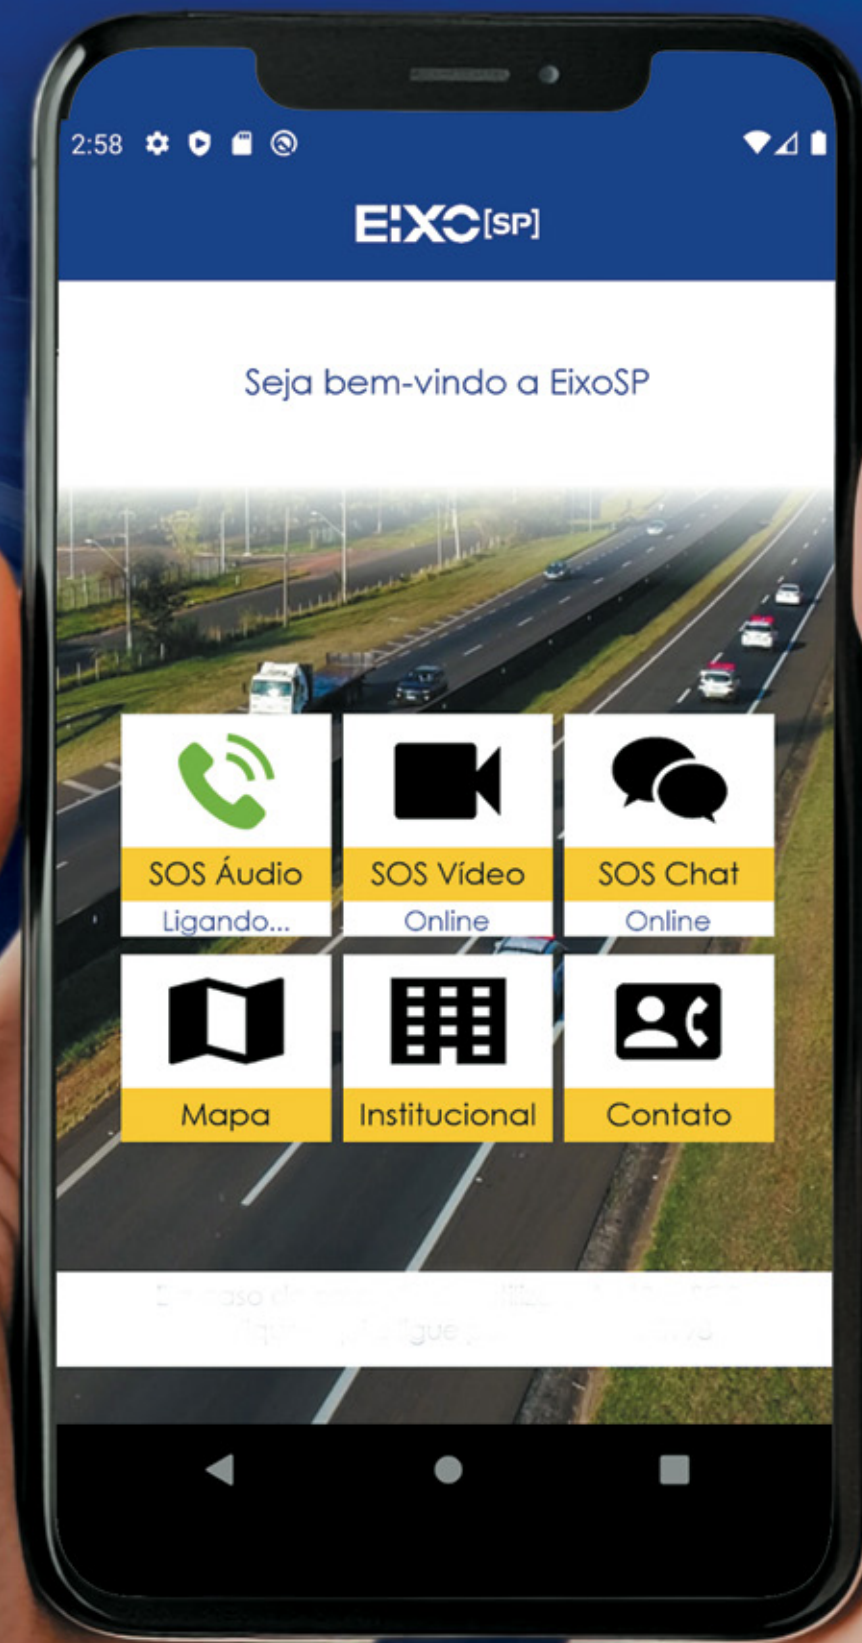 2:58
EIXO[SP]
Seja bem-vindo a EixoSP
SOS Áudio
SOS Vídeo
SOS Chat
Ligando...
Online
Online
Mapa
Institucional
Contato